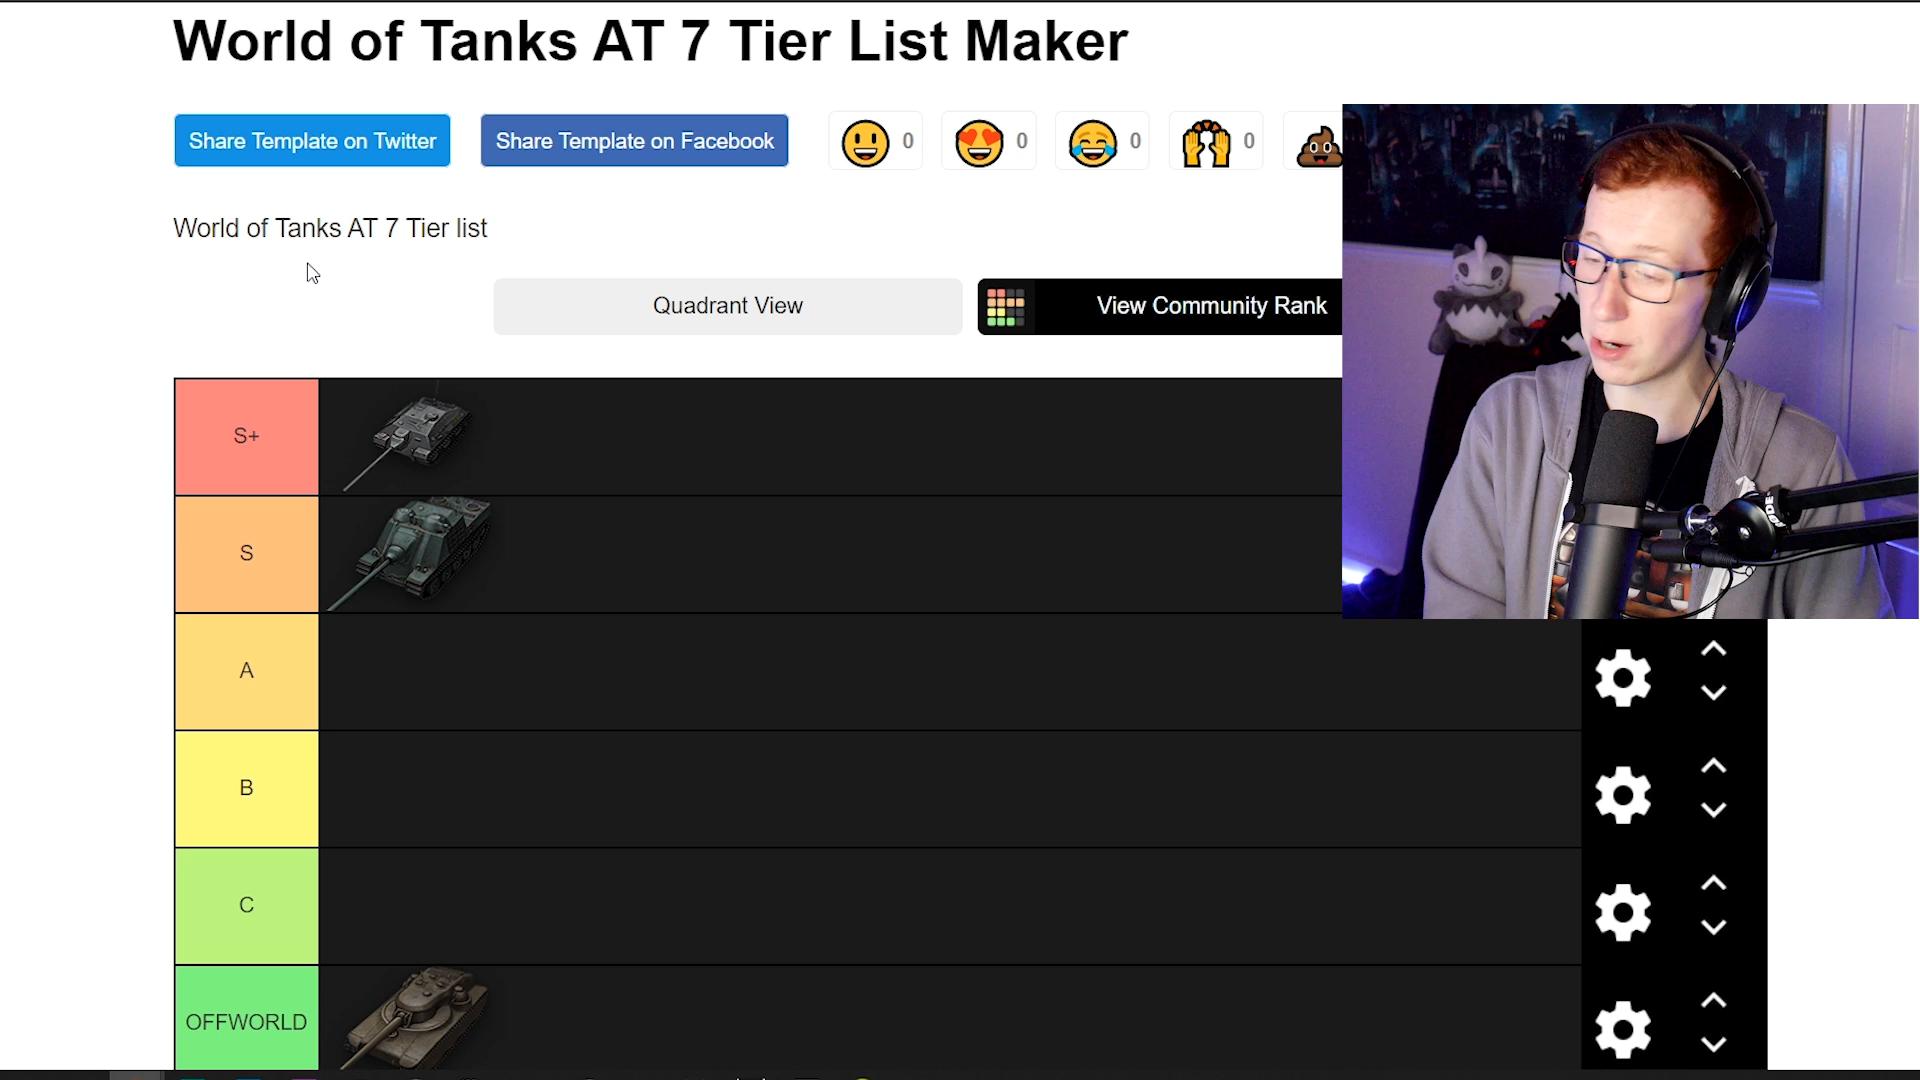 World of Tanks AT 7 Tier List Maker
Share Template on Twitter
Share Template on Facebook
0
0
0
0
World of Tanks AT 7 Tier list
Quadrant View
View Community Rank
S+
S
A
B
C
OFFWORLD